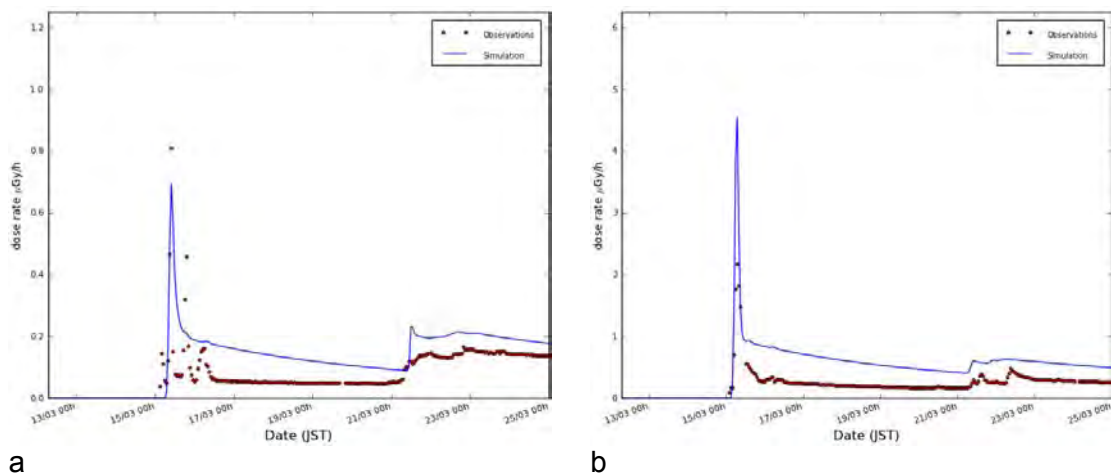 1.2
1.0
0.8
0.6
0.4
0.2
0.0
dose rate μGy/h
Observations
Simulation
13/03 00h
15/03 00h
17/03 00h
19/03 00h
21/03 00h
23/03 00h
25/03 00h
Date (JST)
a
6
5
4
3
2
1
0
dose rate μGy/h
Observations
Simulation
13/03 00h
15/03 00h
17/03 00h
19/03 00h
21/03 00h
23/03 00h
25/03 00h
Date (JST)
b